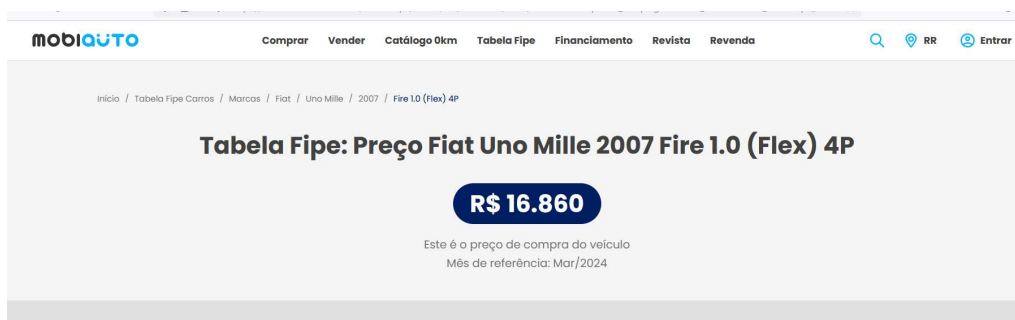 mobiauto
Comprar Vender Catálogo 0km Tabela Fipe Financiamento Revista Revenda RR Entrar
Início / Tabela Fipe Carros / Marcas / Fiat / Uno Mille / 2007 / Fire 1.0 (Flex) 4P
Tabela Fipe: Preço Fiat Uno Mille 2007 Fire 1.0 (Flex) 4P
R$ 16.860
Este é o preço de compra do veículo
Mês de referência: Mar/2024